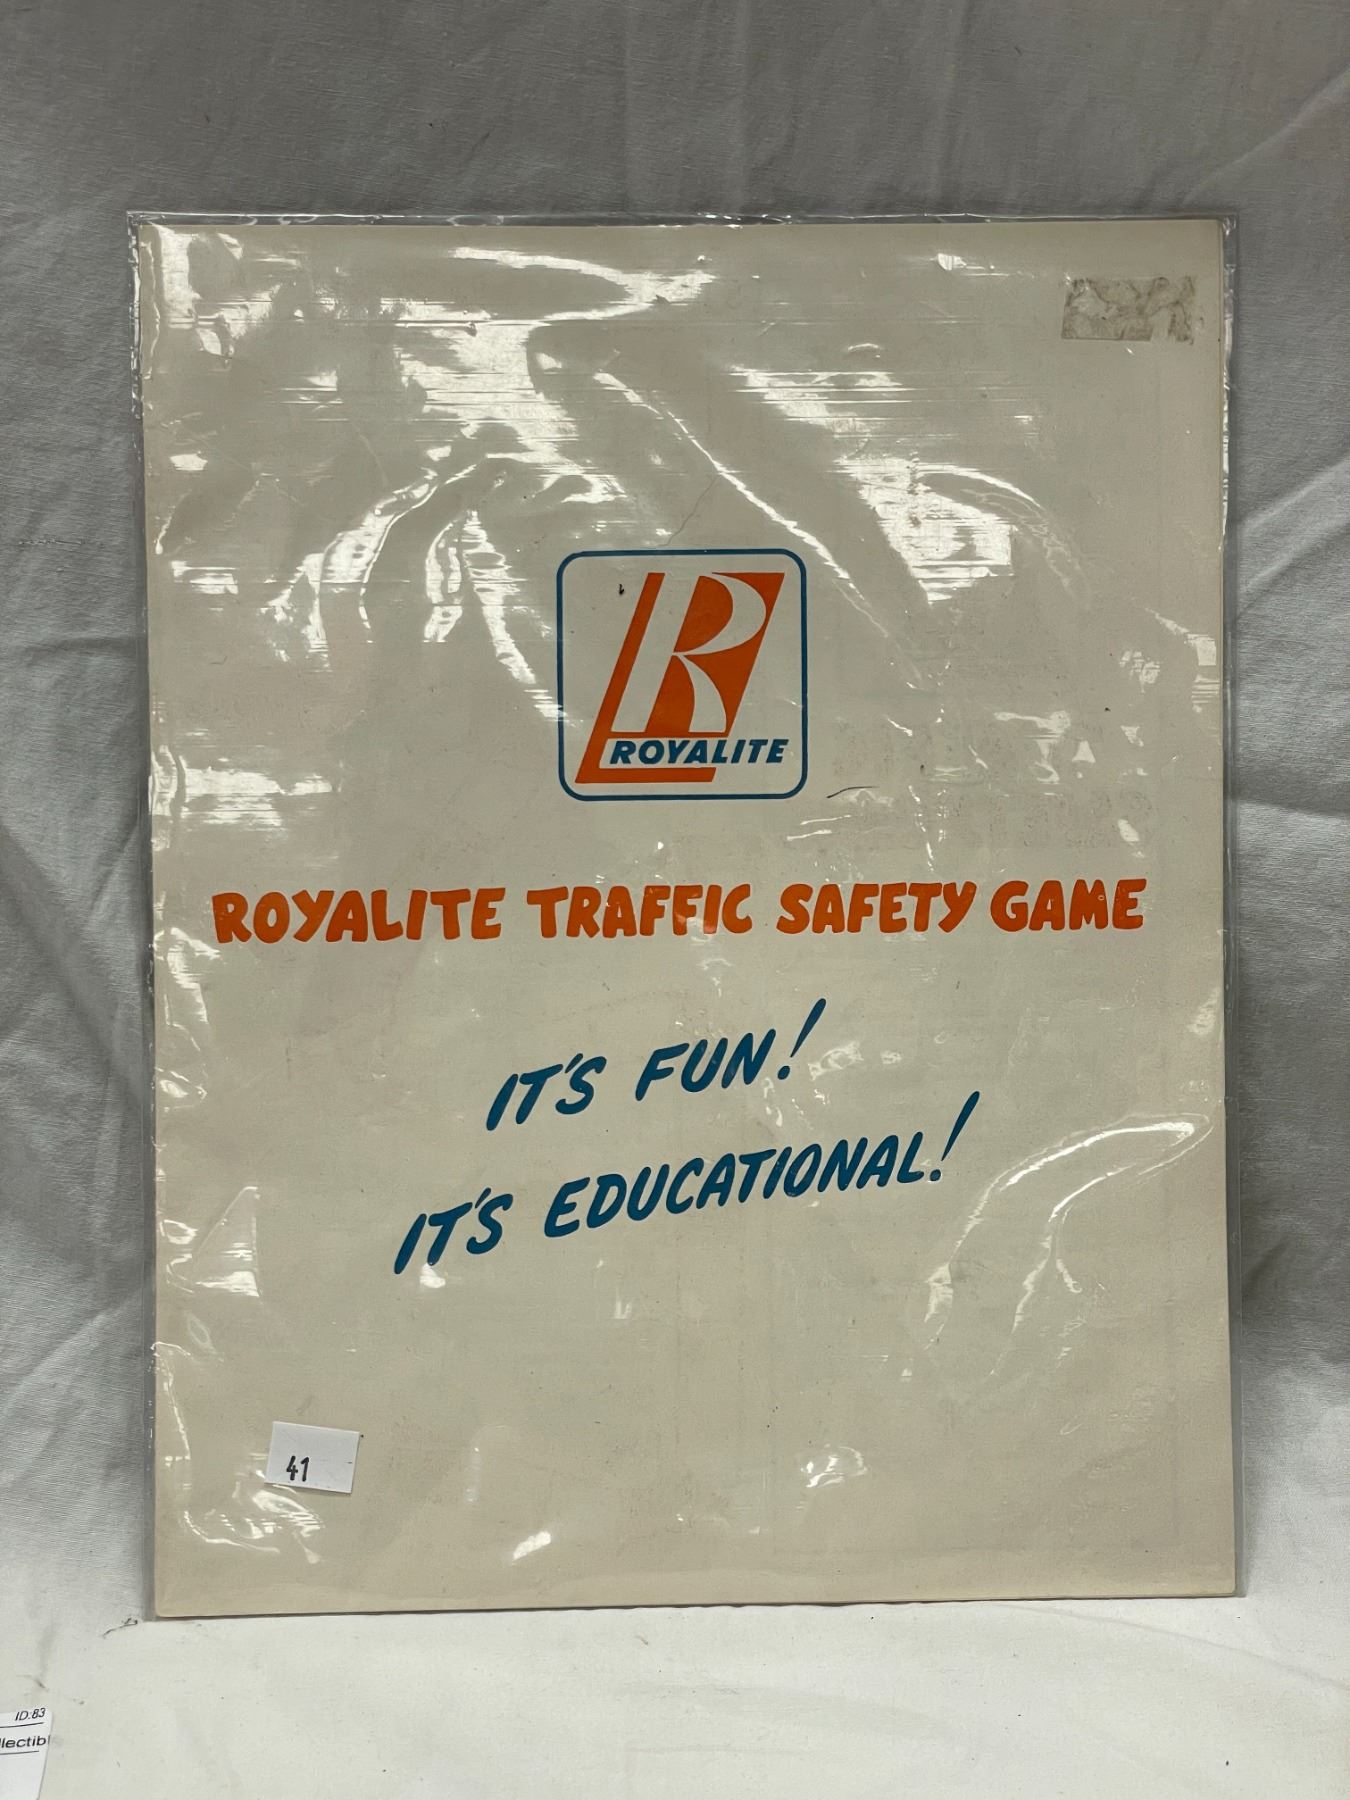 R
ROYALITE
ROYALITE TRAFFIC SAFETY GAME
IT'S FUN!
IT'S EDUCATIONAL!
41
ID:83